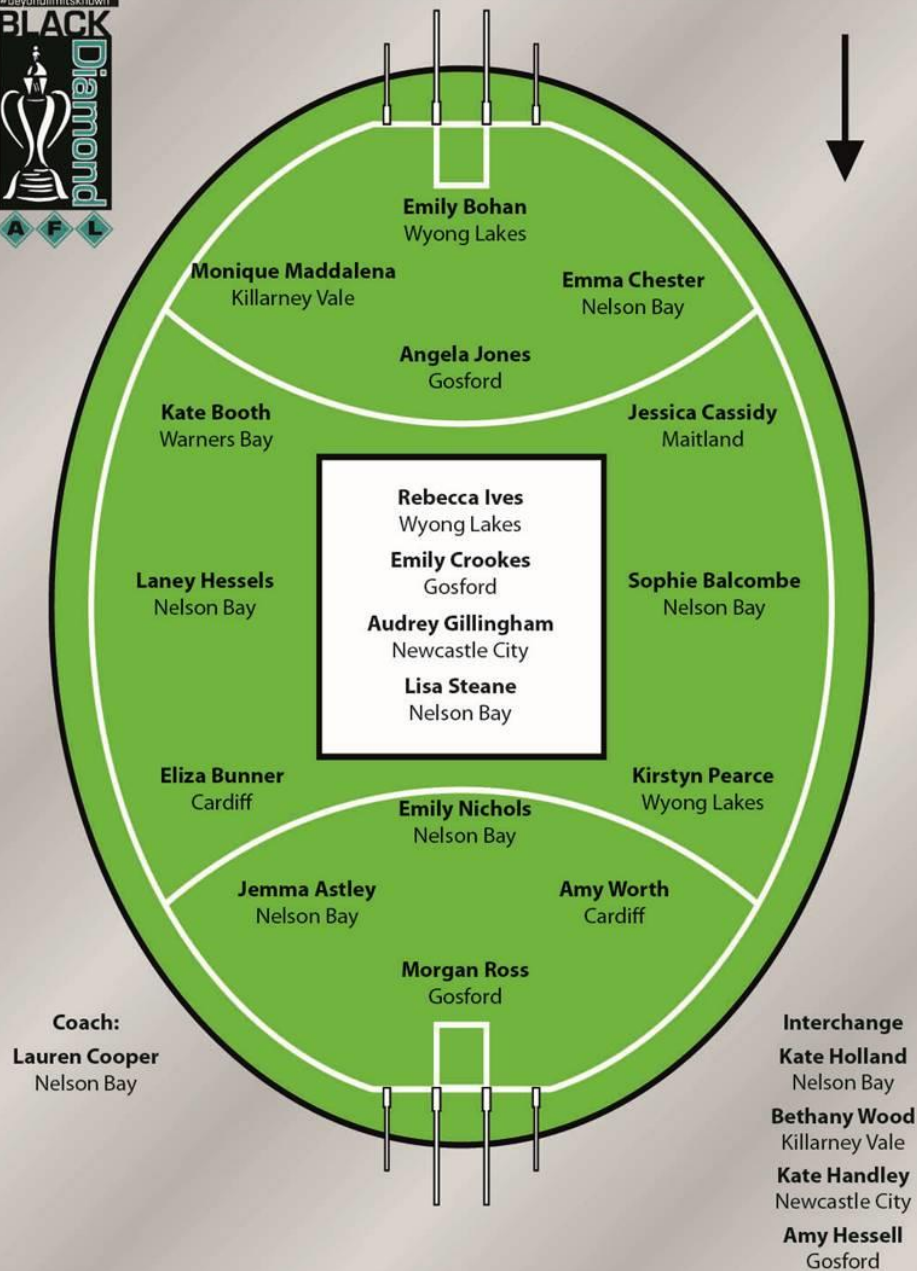 #beyondlimitsknown
BLACK
Diamond
A F L
Emily Bohan
Wyong Lakes
Monique Maddalena
Killarney Vale
Emma Chester
Nelson Bay
Angela Jones
Gosford
Kate Booth
Warners Bay
Jessica Cassidy
Maitland
Rebecca Ives
Wyong Lakes
Emily Crookes
Gosford
Audrey Gillingham
Newcastle City
Lisa Steane
Nelson Bay
Laney Hessels
Nelson Bay
Sophie Balcombe
Nelson Bay
Eliza Bunner
Cardiff
Kirstyn Pearce
Wyong Lakes
Emily Nichols
Nelson Bay
Jemma Astley
Nelson Bay
Amy Worth
Cardiff
Morgan Ross
Gosford
Coach:
Lauren Cooper
Nelson Bay
Interchange
Kate Holland
Nelson Bay
Bethany Wood
Killarney Vale
Kate Handley
Newcastle City
Amy Hessell
Gosford